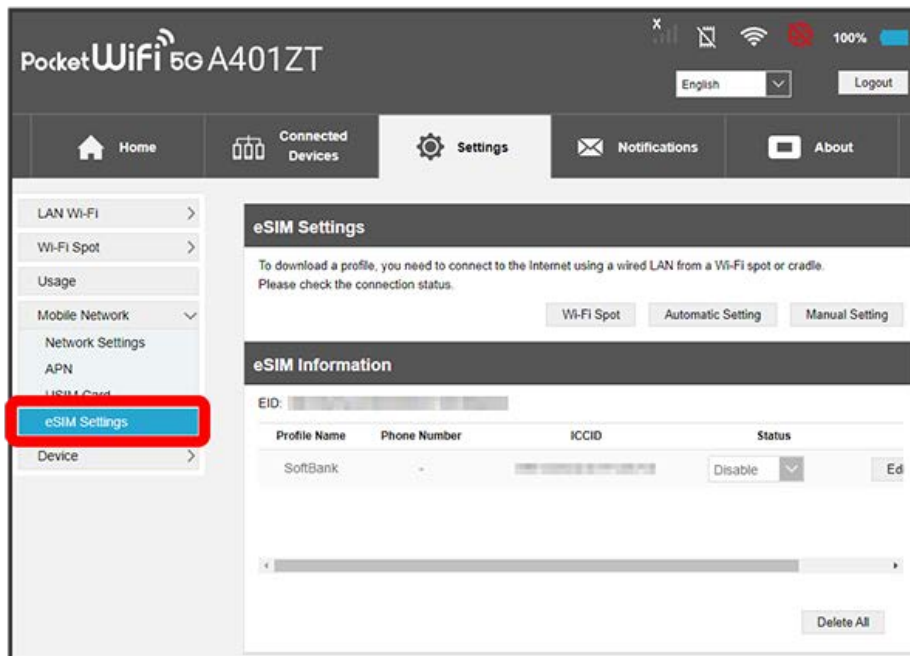 Pocket WiFi 5G A401ZT
x
100%
English
Logout
Home
Connected
Devices
Settings
Notifications
About
LAN Wi-Fi
Wi-Fi Spot
Usage
Mobile Network
Network Settings
APN
USIM Card
eSIM Settings
Device
eSIM Settings
To download a profile, you need to connect to the Internet using a wired LAN from a Wi-Fi spot or cradle.
Please check the connection status.
Wi-Fi Spot Automatic Setting Manual Setting
eSIM Information
EID:
Profile Name Phone Number ICCID Status
SoftBank - Disable Edi
Delete All